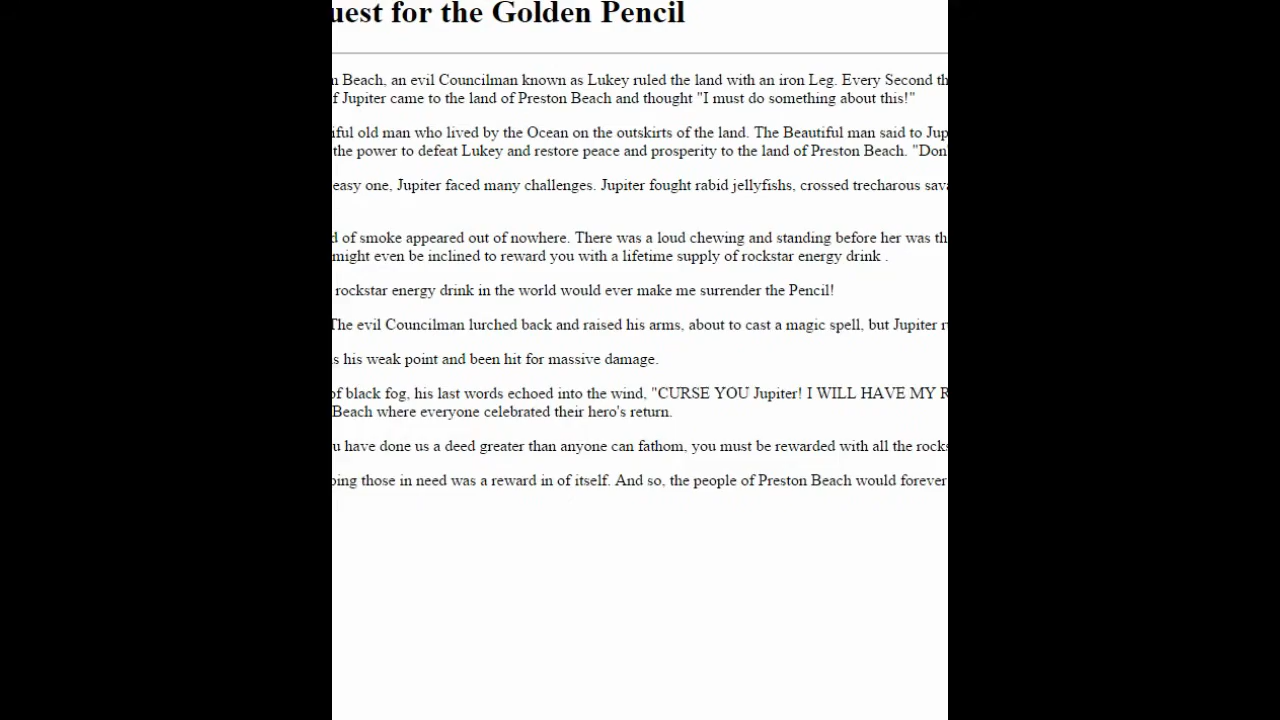 uest for the Golden Pencil
n Beach, an evil Councilman known as Lukey ruled the land with an iron Leg. Every Second th
f Jupiter came to the land of Preston Beach and thought "I must do something about this!"
iful old man who lived by the Ocean on the outskirts of the land. The Beautiful man said to Jup
the power to defeat Lukey and restore peace and prosperity to the land of Preston Beach. "Don'
easy one, Jupiter faced many challenges. Jupiter fought rabid jellyfishs, crossed trecharous sava
d of smoke appeared out of nowhere. There was a loud chewing and standing before her was th
might even be inclined to reward you with a lifetime supply of rockstar energy drink .
rockstar energy drink in the world would ever make me surrender the Pencil!
The evil Councilman lurched back and raised his arms, about to cast a magic spell, but Jupiter r
s his weak point and been hit for massive damage.
of black fog, his last words echoed into the wind, "CURSE YOU Jupiter! I WILL HAVE MY R
Beach where everyone celebrated their hero's return.
u have done us a deed greater than anyone can fathom, you must be rewarded with all the rocks
ping those in need was a reward in of itself. And so, the people of Preston Beach would forever